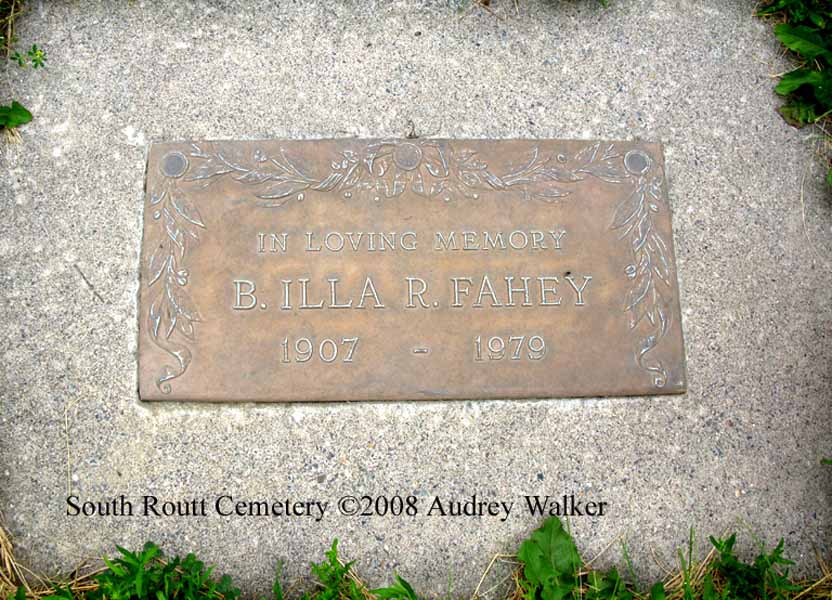 IN LOVING MEMORY
B. ILLA R. FAHEY
1907 - 1979
South Routt Cemetery ©2008 Audrey Walker